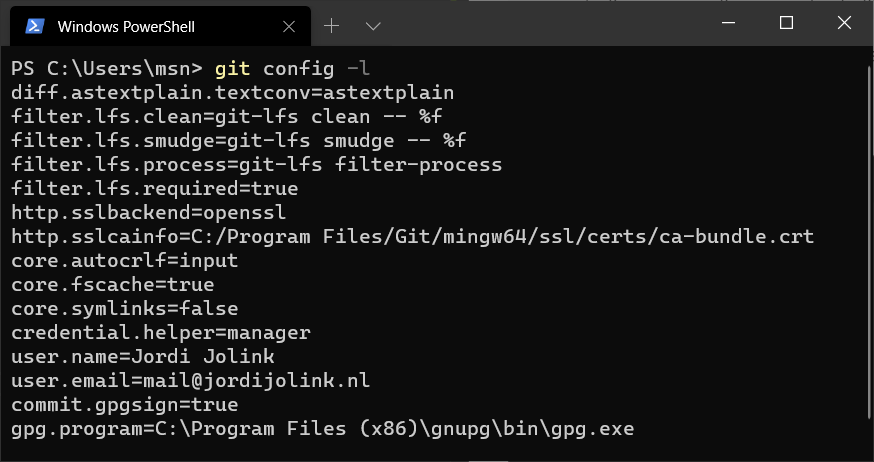 Windows PowerShell
PS C:\Users\msn> git config -l
diff.astextplain.textconv=astextplain
filter.lfs.clean=git-lfs clean -- %f
filter.lfs.smudge=git-lfs smudge -- %f
filter.lfs.process=git-lfs filter-process
filter.lfs.required=true
http.sslbackend=openssl
http.sslcainfo=C:/Program Files/Git/mingw64/ssl/certs/ca-bundle.crt
core.autocrlf=input
core.fscache=true
core.symlinks=false
credential.helper=manager
user.name=Jordi Jolink
user.email=mail@jordijolink.nl
commit.gpgsign=true
gpg.program=C:\Program Files (x86)\gnupg\bin\gpg.exe